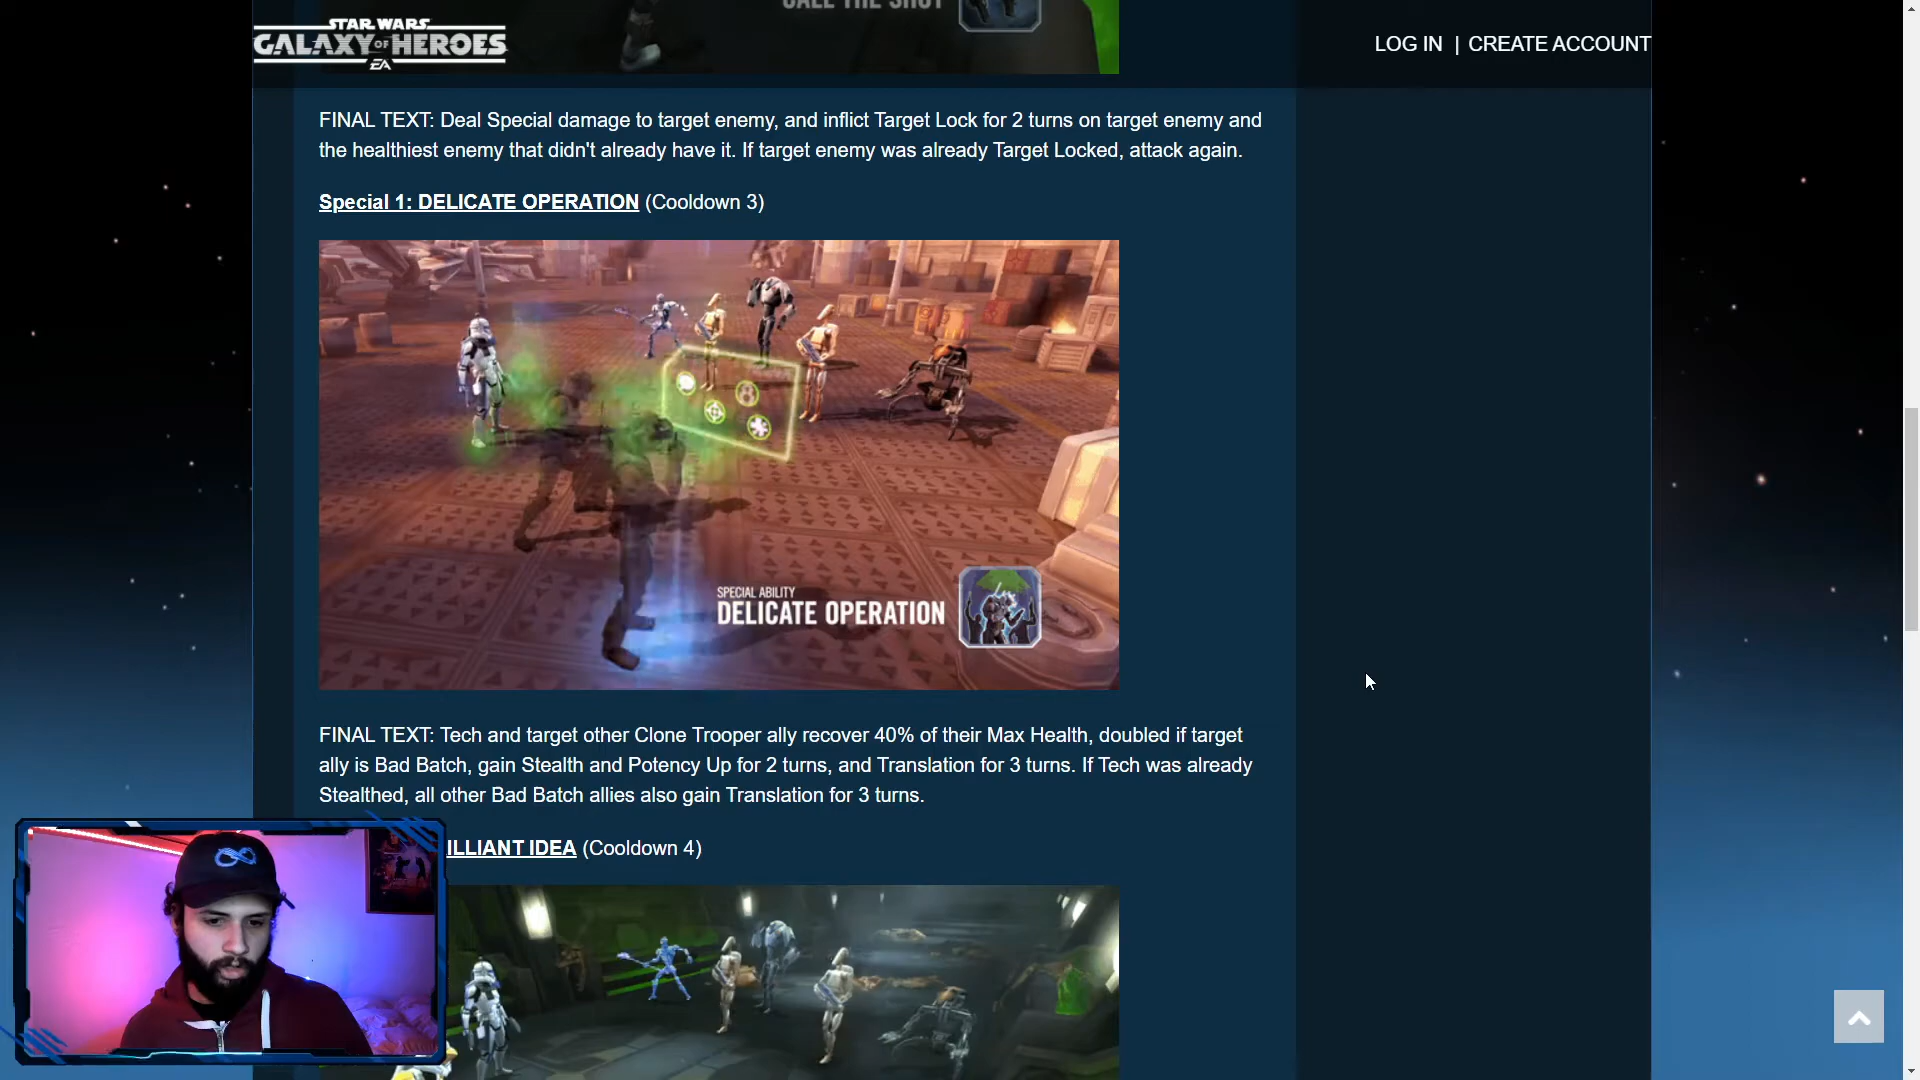 STAR WARS
GALAXY OF HEROES
EA
LOG IN | CREATE ACCOUNT
CALL THE SHOT
FINAL TEXT: Deal Special damage to target enemy, and inflict Target Lock for 2 turns on target enemy and
the healthiest enemy that didn't already have it. If target enemy was already Target Locked, attack again.
Special 1: DELICATE OPERATION (Cooldown 3)
SPECIAL ABILITY
DELICATE OPERATION
FINAL TEXT: Tech and target other Clone Trooper ally recover 40% of their Max Health, doubled if target
ally is Bad Batch, gain Stealth and Potency Up for 2 turns, and Translation for 3 turns. If Tech was already
Stealthed, all other Bad Batch allies also gain Translation for 3 turns.
ILLIANT IDEA (Cooldown 4)